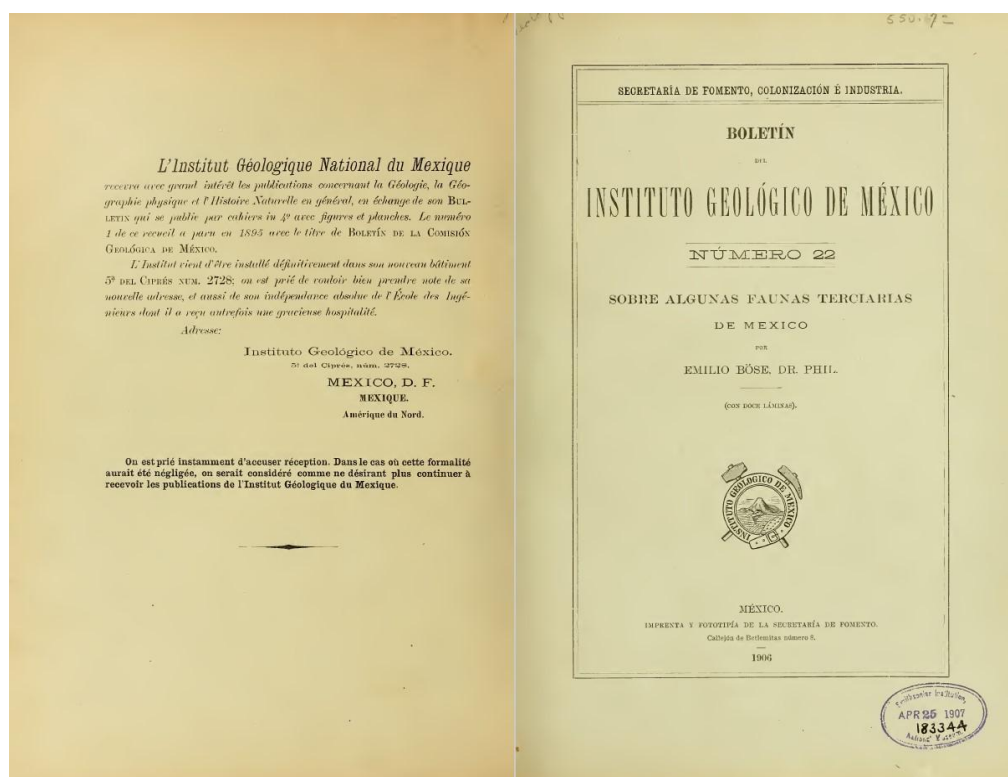 L'Institut Géologique National du Mexique
recevra avec grand intérêt les publications concernant la Géologie, la Géo-
graphie physique et l'Histoire Naturelle en général, en échange de son BUL-
LETIN qui se publie par cahiers in 4º avec figures et planches. Le numéro
1 de ce recueil a paru en 1895 avec le titre de BOLETÍN DE LA COMISIÓN
GEOLÓGICA DE MÉXICO.
L'Institut vient d'être installé définitivement dans son nouveau bâtiment
5ª DEL CIPRÉS NUM. 2728; on est prié de vouloir bien prendre note de sa
nouvelle adresse, et aussi de son indépendance absolue de l'École des Ingé-
nieurs dont il a reçu autrefois une gracieuse hospitalité.
Adresse:
Instituto Geológico de México.
5ª del Ciprés, núm. 2728.
MEXICO, D. F.
MEXIQUE.
Amérique du Nord.
On est prié instamment d'accuser réception. Dans le cas où cette formalité
aurait été négligée, on serait considéré comme ne désirant plus continuer à
recevoir les publications de l'Institut Géologique du Mexique.
SECRETARÍA DE FOMENTO, COLONIZACIÓN É INDUSTRIA.
BOLETÍN
DEL
INSTITUTO GEOLÓGICO DE MÉXICO
NÚMERO 22
SOBRE ALGUNAS FAUNAS TERCIARIAS
DE MEXICO
POR
EMILIO BÖSE, DR. PHIL.
(CON DOCE LÁMINAS).
INSTITUTO GEOLOGICO DE MEXICO
MÉXICO.
IMPRENTA Y FOTOTIPÍA DE LA SECRETARÍA DE FOMENTO.
Callejón de Betlemitas número 8.
1906
Smithsonian Institution,
APR 25 1907
183344
National Museum